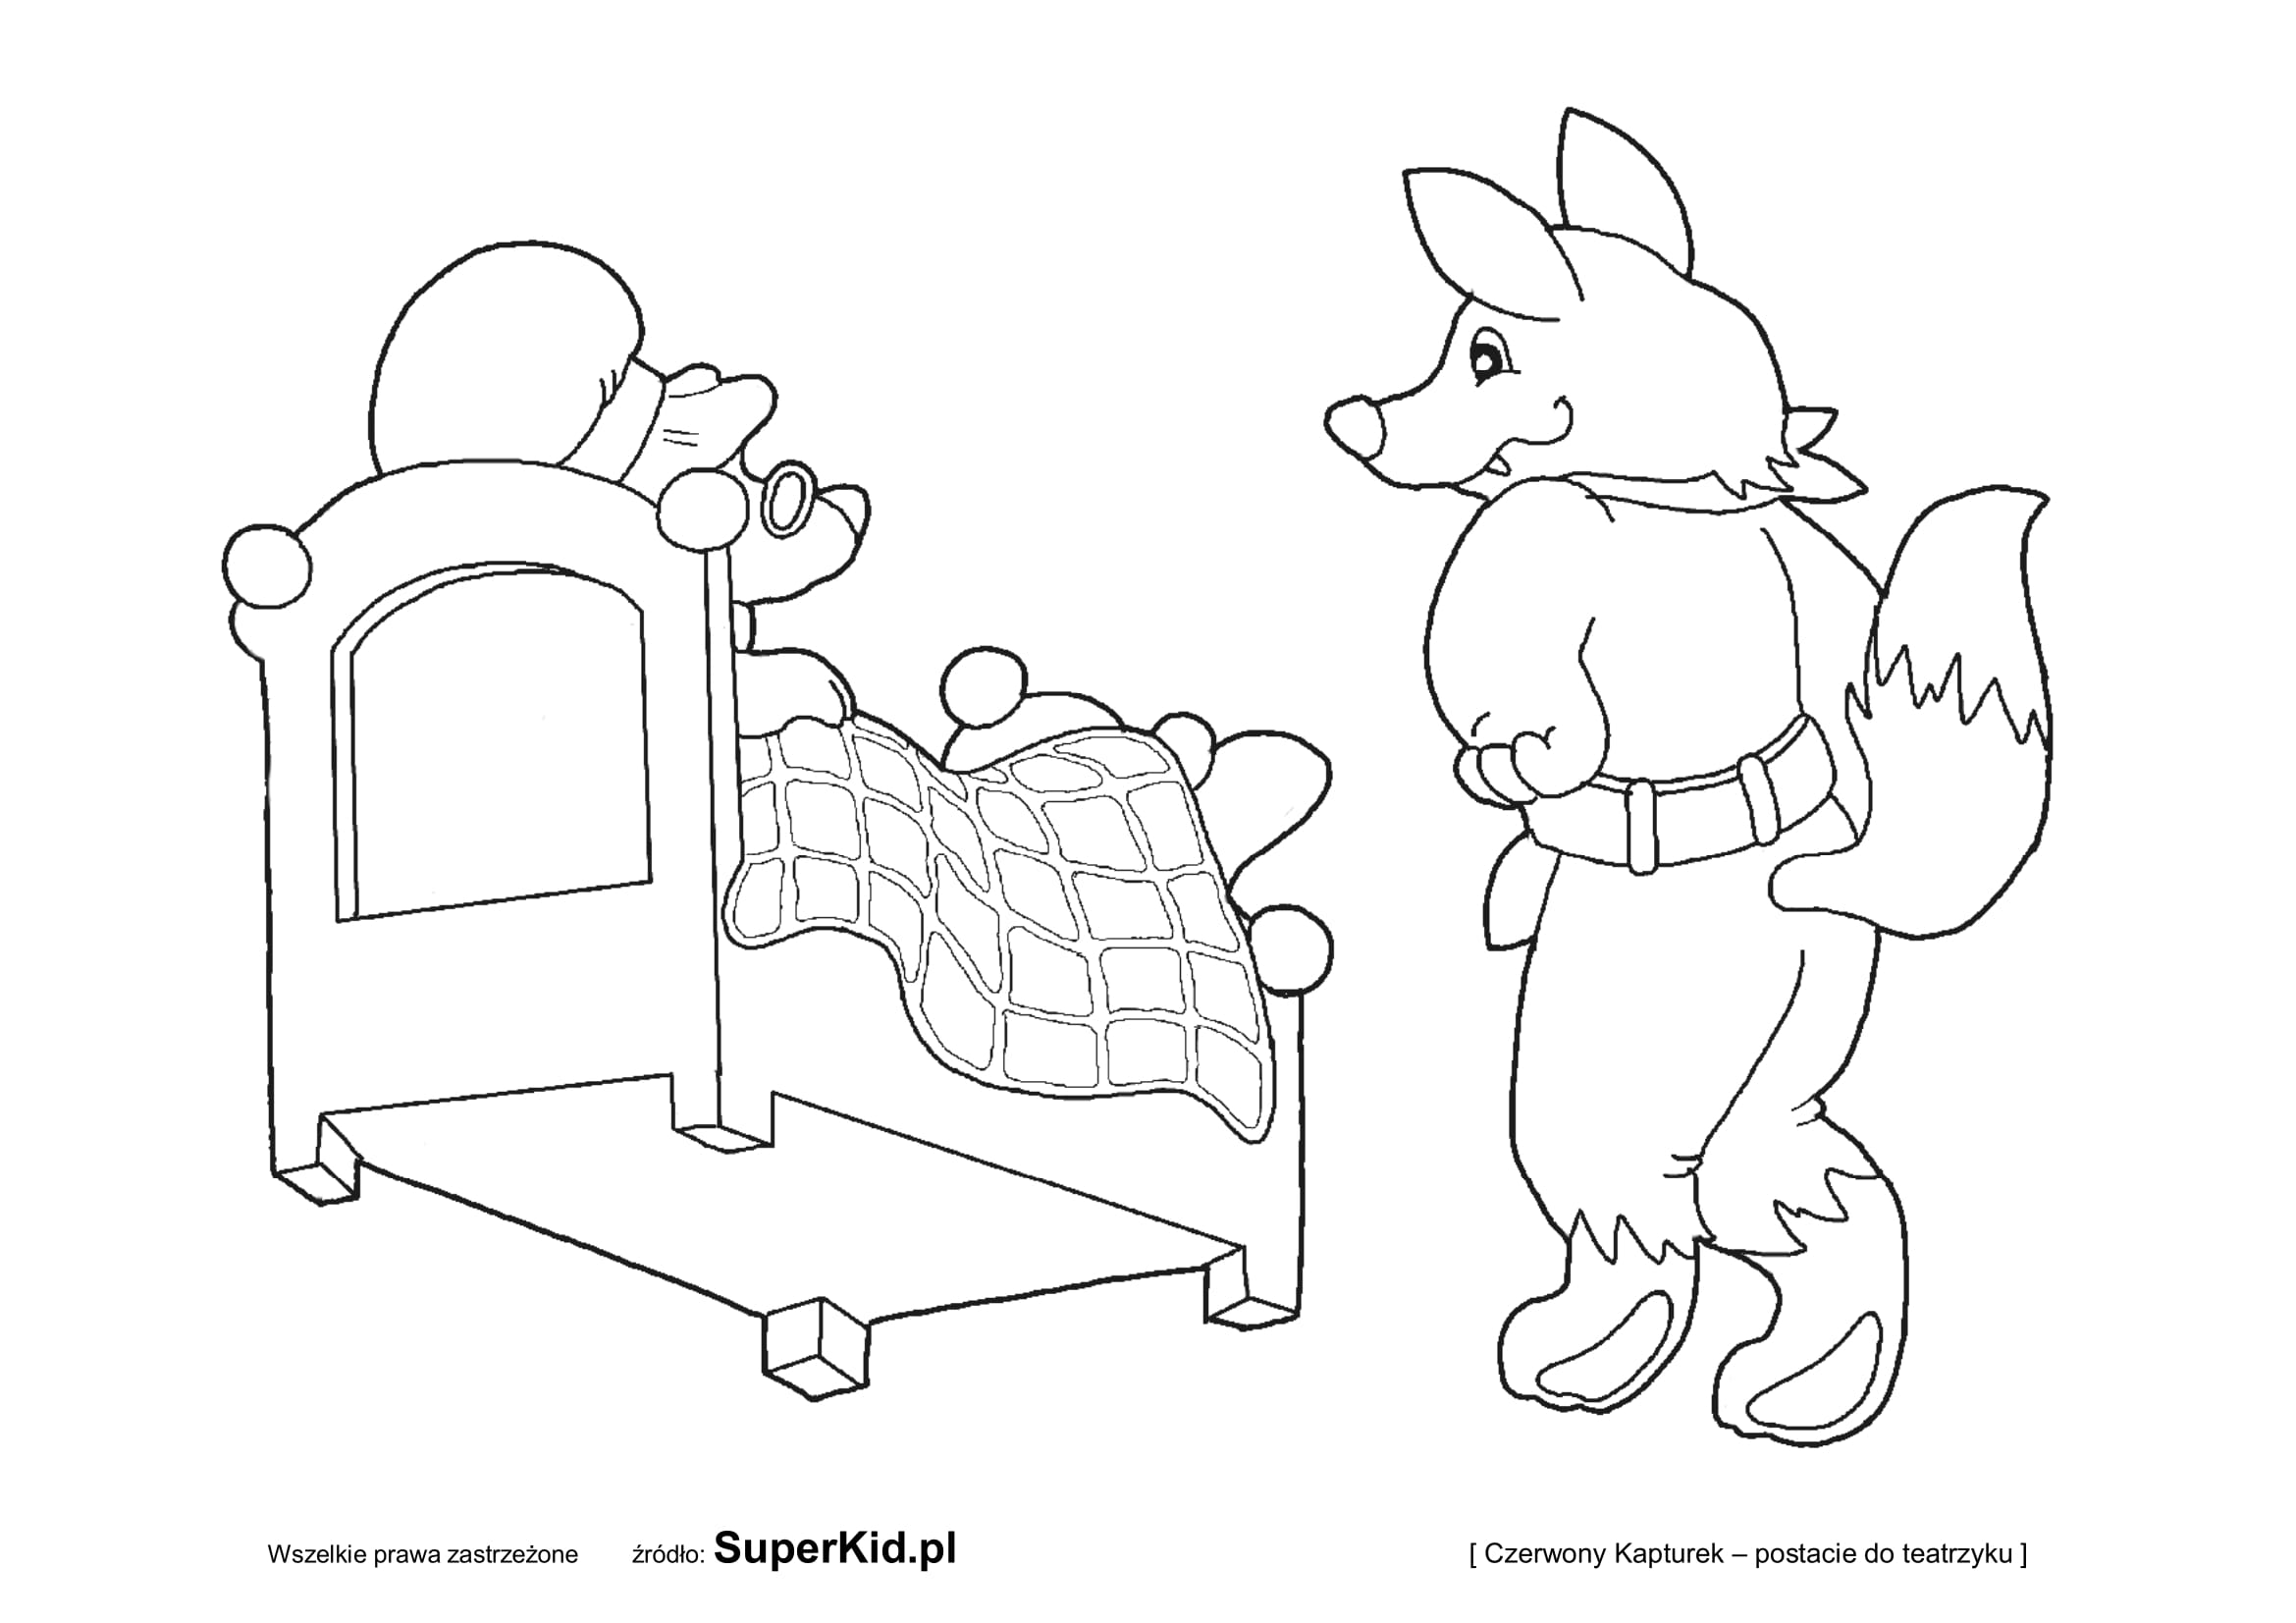 Wszelkie prawa zastrzeżone źródło: SuperKid.pl [ Czerwony Kapturek – postacie do teatrzyku ]